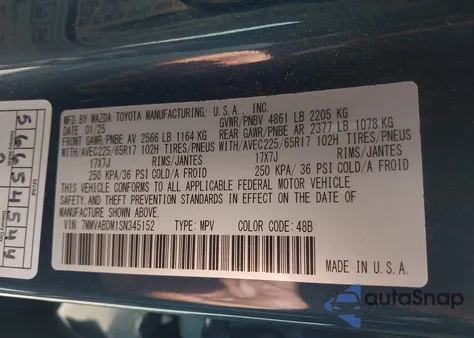 MFD BY MAZDA TOYOTA MANUFACTURING, U.S.A., INC.
01/25 GVWR/PNBV 4861 LB 2205 KG
FRONT GAWR/PNBE AV 2566 LB 1164 KG REAR GAWR/PNBE AR 2377 LB 1078 KG
WITH/AVEC225/65R17 102H TIRES/PNEUS WITH/AVEC225/65R17 102H TIRES/PNEUS
17X7J RIMS/JANTES 17X7J RIMS/JANTES
250 KPA/ 36 PSI COLD/A FROID 250 KPA/ 36 PSI COLD/A FROID
THIS VEHICLE CONFORMS TO ALL APPLICABLE FEDERAL MOTOR VEHICLE
SAFETY AND THEFT PREVENTION STANDARDS IN EFFECT ON THE DATE OF
MANUFACTURE SHOWN ABOVE.
VIN: 7MMVABDM1SN345152 TYPE: MPV COLOR CODE: 48B
autoSnap